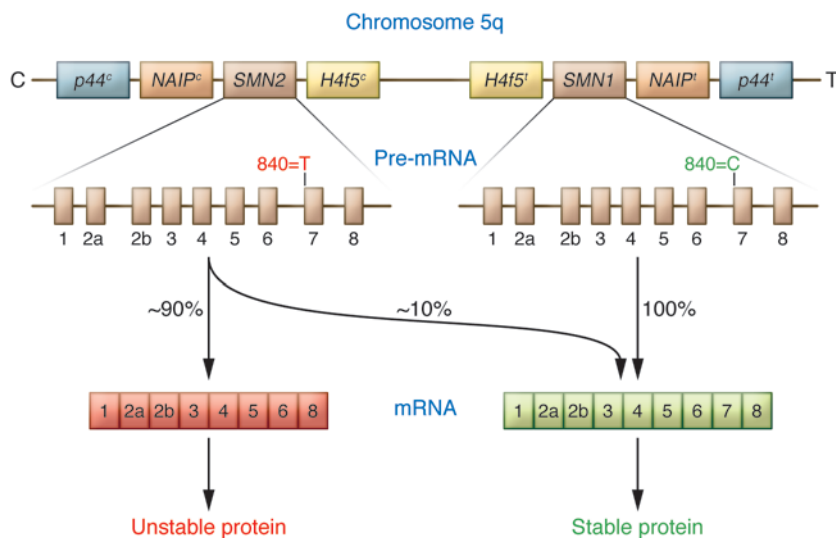 Chromosome 5q
C p44ᶜ NAIPᶜ SMN2 H4f5ᶜ H4f5ᵗ SMN1 NAIPᵗ p44ᵗ T
Pre-mRNA
840=T 840=C
1 2a 2b 3 4 5 6 7 8 1 2a 2b 3 4 5 6 7 8
~90% ~10% 100%
mRNA
1 2a 2b 3 4 5 6 8 1 2a 2b 3 4 5 6 7 8
Unstable protein Stable protein